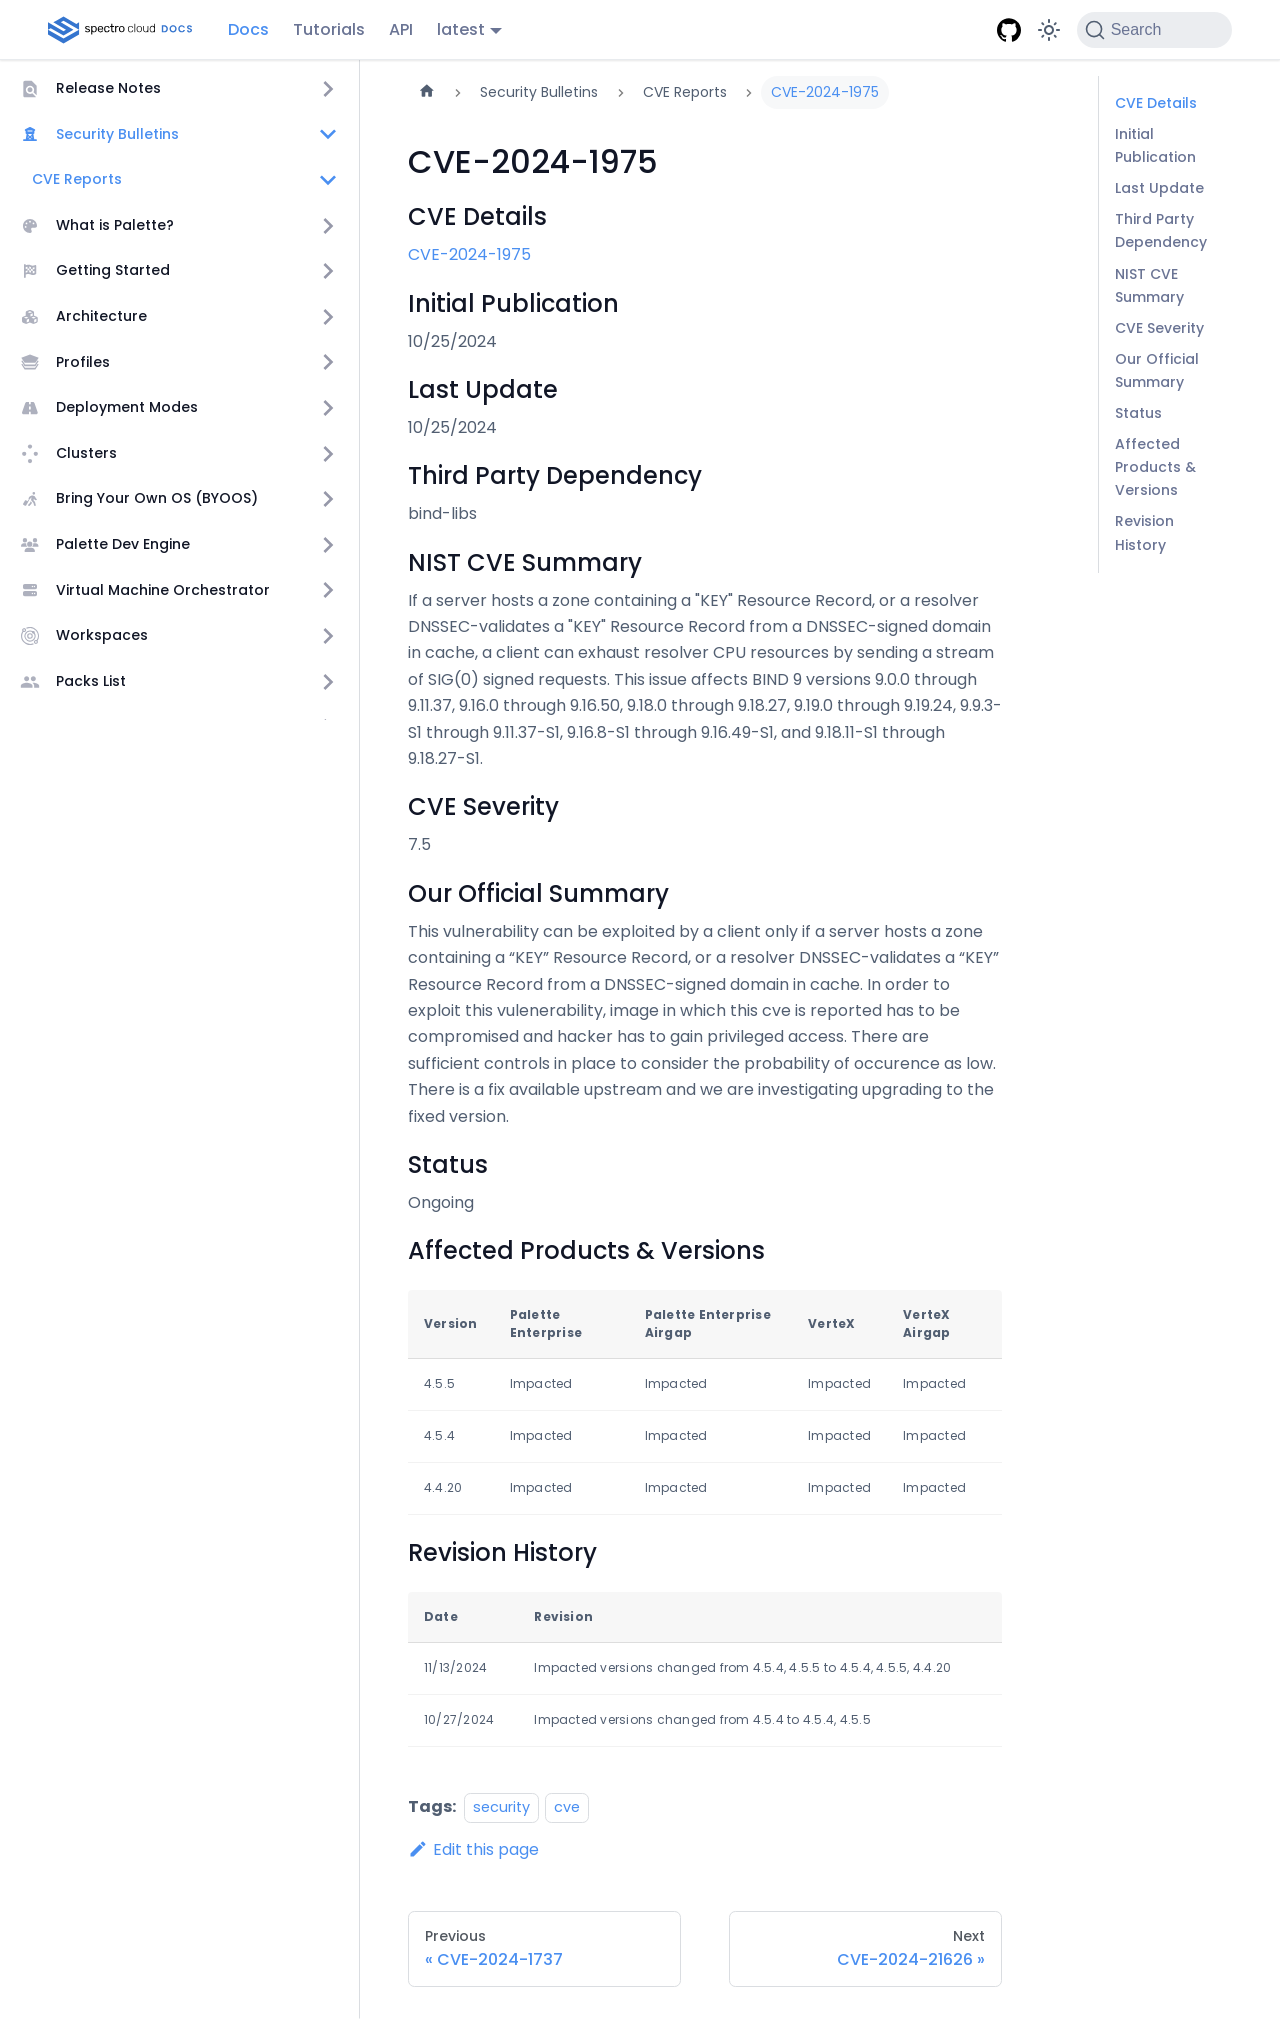 spectro cloud DOCS
Docs
Tutorials
API
latest
Search
Release Notes
Security Bulletins
CVE Reports
What is Palette?
Getting Started
Architecture
Profiles
Deployment Modes
Clusters
Bring Your Own OS (BYOOS)
Palette Dev Engine
Virtual Machine Orchestrator
Workspaces
Packs List
Security Bulletins
CVE Reports
CVE-2024-1975
CVE-2024-1975
CVE Details
CVE-2024-1975
Initial Publication
10/25/2024
Last Update
10/25/2024
Third Party Dependency
bind-libs
NIST CVE Summary
If a server hosts a zone containing a "KEY" Resource Record, or a resolver
DNSSEC-validates a "KEY" Resource Record from a DNSSEC-signed domain
in cache, a client can exhaust resolver CPU resources by sending a stream
of SIG(0) signed requests. This issue affects BIND 9 versions 9.0.0 through
9.11.37, 9.16.0 through 9.16.50, 9.18.0 through 9.18.27, 9.19.0 through 9.19.24, 9.9.3-
S1 through 9.11.37-S1, 9.16.8-S1 through 9.16.49-S1, and 9.18.11-S1 through
9.18.27-S1.
CVE Severity
7.5
Our Official Summary
This vulnerability can be exploited by a client only if a server hosts a zone
containing a “KEY” Resource Record, or a resolver DNSSEC-validates a “KEY”
Resource Record from a DNSSEC-signed domain in cache. In order to
exploit this vulenerability, image in which this cve is reported has to be
compromised and hacker has to gain privileged access. There are
sufficient controls in place to consider the probability of occurence as low.
There is a fix available upstream and we are investigating upgrading to the
fixed version.
Status
Ongoing
Affected Products & Versions
Version
Palette
Enterprise
Palette Enterprise
Airgap
VerteX
VerteX
Airgap
4.5.5 Impacted Impacted Impacted Impacted
4.5.4 Impacted Impacted Impacted Impacted
4.4.20 Impacted Impacted Impacted Impacted
Revision History
Date Revision
11/13/2024 Impacted versions changed from 4.5.4, 4.5.5 to 4.5.4, 4.5.5, 4.4.20
10/27/2024 Impacted versions changed from 4.5.4 to 4.5.4, 4.5.5
Tags: security cve
Edit this page
Previous
« CVE-2024-1737
Next
CVE-2024-21626 »
CVE Details
Initial
Publication
Last Update
Third Party
Dependency
NIST CVE
Summary
CVE Severity
Our Official
Summary
Status
Affected
Products &
Versions
Revision
History